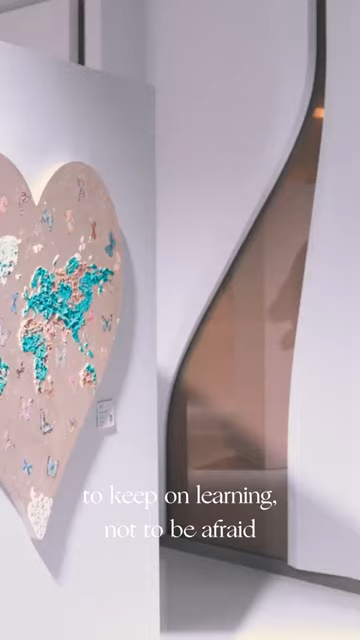 to keep on learning,
not to be afraid